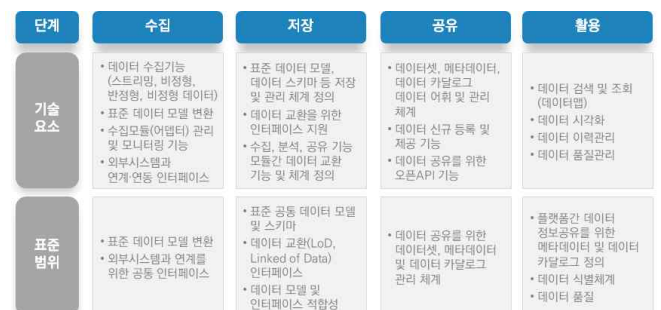 단계
수집
저장
공유
활용
기술
요소
• 데이터 수집기능
(스트리밍, 비정형,
반정형, 비정형 데이터)
• 표준 데이터 모델 변환
• 수집모듈(어뎁터) 관리
및 모니터링 기능
• 외부시스템과
연계·연동 인터페이스
• 표준 데이터 모델,
데이터 스키마 등 저장
및 관리 체계 정의
• 데이터 교환을 위한
인터페이스 지원
• 수집, 분석, 공유 기능
모듈간 데이터 교환
기능 및 체계 정의
• 데이터셋, 메타데이터,
데이터 카달로그
데이터 어휘 및 관리
체계
• 데이터 신규 등록 및
제공 기능
• 데이터 공유를 위한
오픈API 기능
• 데이터 검색 및 조회
(데이터맵)
• 데이터 시각화
• 데이터 이력관리
• 데이터 품질관리
표준
범위
• 표준 데이터 모델 변환
• 외부시스템과 연계를
위한 공통 인터페이스
• 표준 공통 데이터 모델
및 스키마
• 데이터 교환(LoD,
Linked of Data)
인터페이스
• 데이터 모델 및
인터페이스 적합성
• 데이터 공유를 위한
데이터셋, 메타데이터
및 데이터 카달로그
관리 체계
• 플랫폼간 데이터
정보공유를 위한
메타데이터 및 데이터
카달로그 정의
• 데이터 식별체계
• 데이터 품질